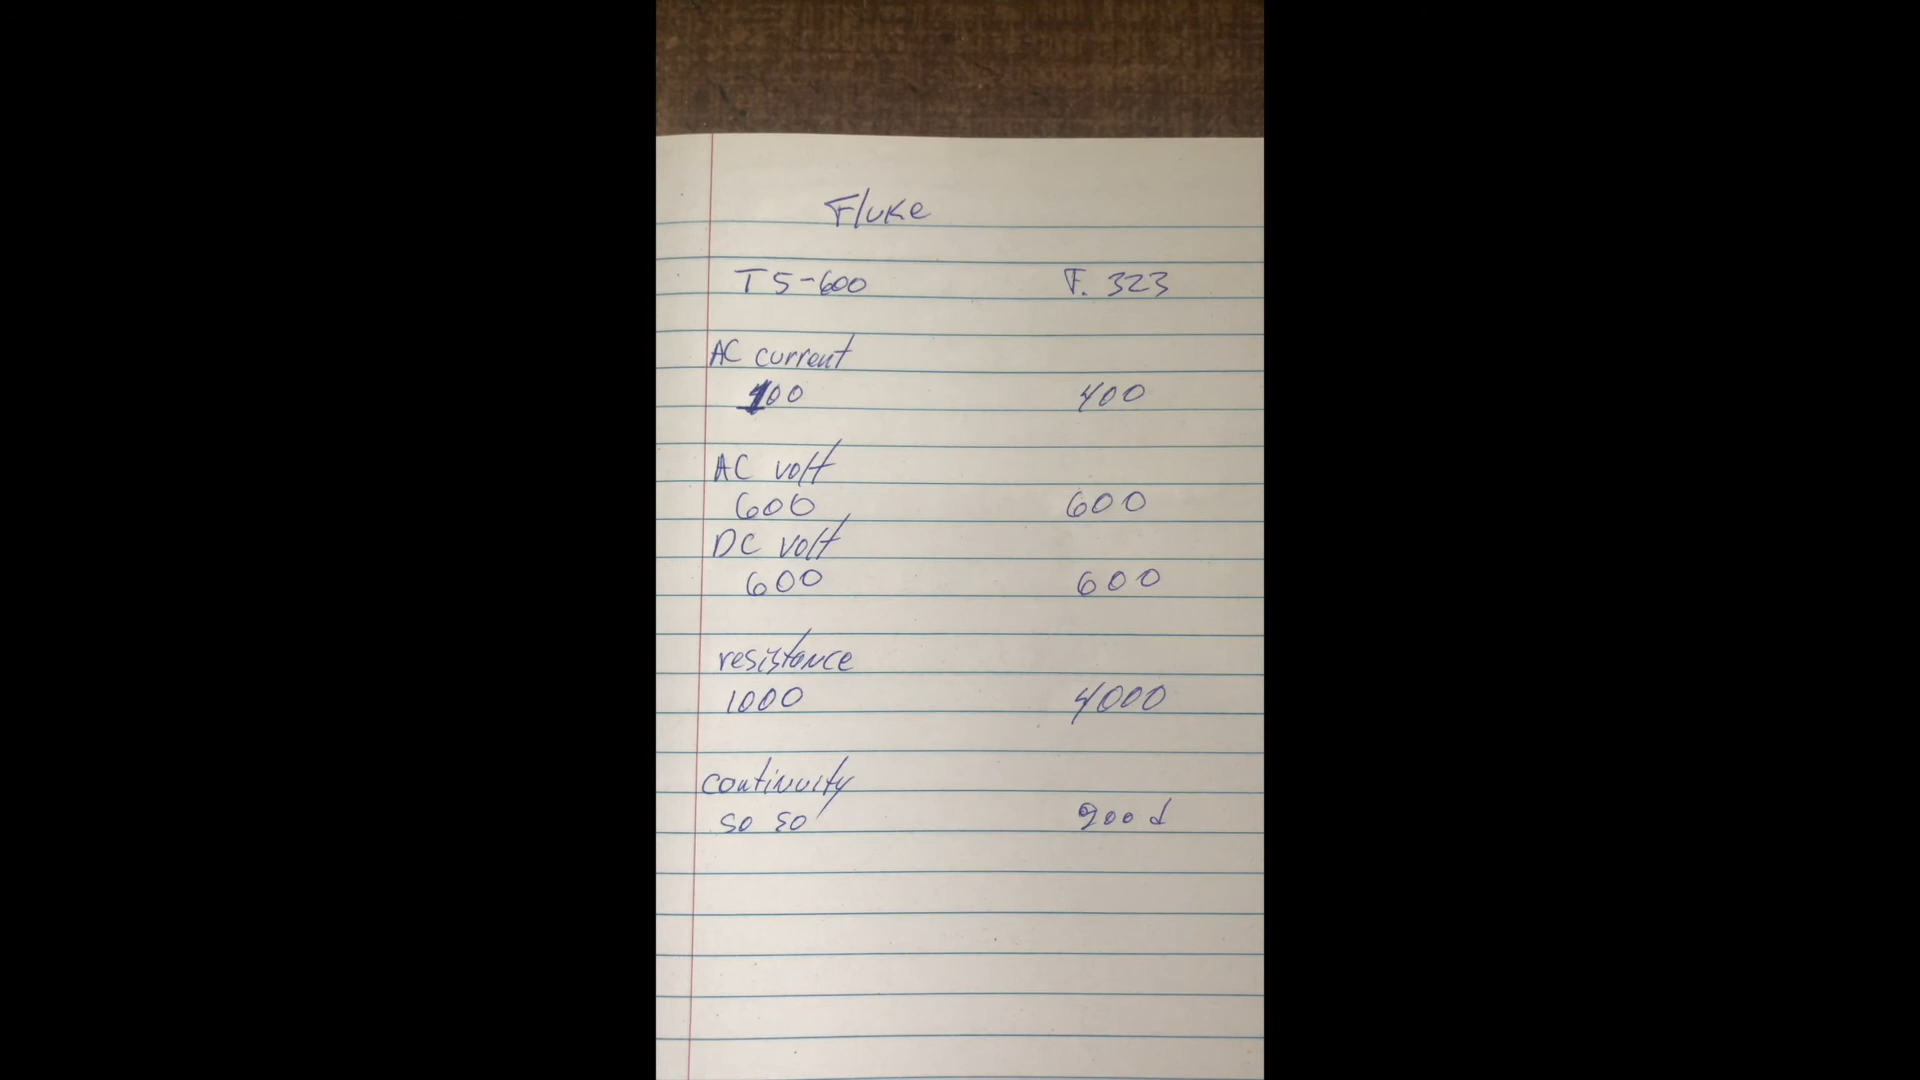 Fluke
T5-600 F. 323
AC current
100 400
AC volt
600 600
DC volt
600 600
resistance
1000 4000
continuity
so so good